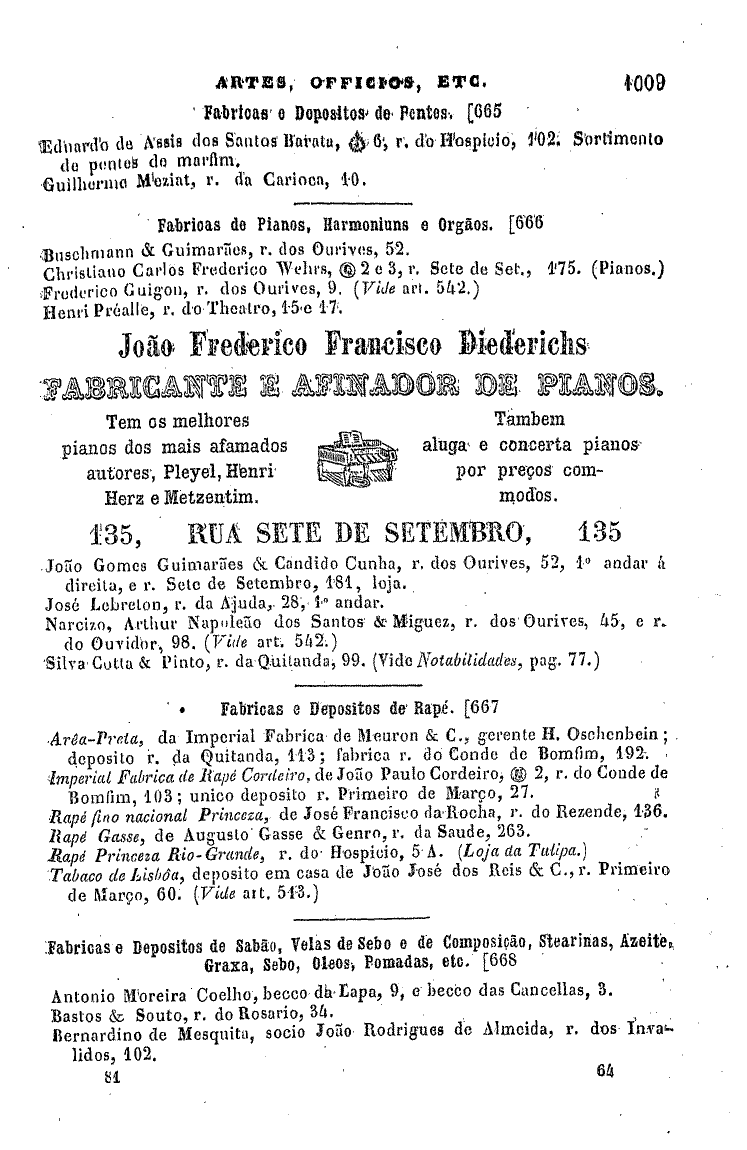 ARTES, OFFICIOS, ETC. 1009
Fabricas e Depositos de Pentes. [665
Eduardo de Assis dos Santos Barata, 6, r. do Hospicio, 102. Sortimento
de pentes de marfim.
Guilherme Meziat, r. da Carioca, 10.
Fabricas de Pianos, Harmoniuns e Orgãos. [666
Buschmann & Guimarães, r. dos Ourives, 52.
Christiano Carlos Frederico Wehrs, 2 e 3, r. Sete de Set., 175. (Pianos.)
Frederico Guigon, r. dos Ourives, 9. (Vide art. 542.)
Henri Préalle, r. do Theatro, 15 e 17.
João Frederico Francisco Diederichs
FABRICANTE E AFINADOR DE PIANOS.
Tem os melhores
pianos dos mais afamados
autores, Pleyel, Henri
Herz e Metzentim.
Tambem
aluga e concerta pianos
por preços com-
modos.
135, RUA SETE DE SETEMBRO, 135
João Gomes Guimarães & Candido Cunha, r. dos Ourives, 52, 1º andar á
direita, e r. Sete de Setembro, 181, loja.
José Lebreton, r. da Ajuda, 28, 1º andar.
Narcizo, Arthur Napoleão dos Santos & Miguez, r. dos Ourives, 45, e r.
do Ouvidor, 98. (Vide art. 542.)
Silva Cotta & Pinto, r. da Quitanda, 99. (Vide Notabilidades, pag. 77.)
Fabricas e Depositos de Rapé. [667
Arêa-Preta, da Imperial Fabrica de Meuron & C., gerente H. Oschenbein;
deposito r. da Quitanda, 113; fabrica r. do Conde de Bomfim, 192.
Imperial Fabrica de Rapé Cordeiro, de João Paulo Cordeiro, 2, r. do Conde de
Bomfim, 103; unico deposito r. Primeiro de Março, 27.
Rapé fino nacional Princeza, de José Francisco da Rocha, r. do Rezende, 136.
Rapé Gasse, de Augusto Gasse & Genro, r. da Saude, 263.
Rapé Princeza Rio-Grande, r. do Hospicio, 5 A. (Loja da Tulipa.)
Tabaco de Lisbôa, deposito em casa de João José dos Reis & C., r. Primeiro
de Março, 60. (Vide art. 513.)
Fabricas e Depositos de Sabão, Velas de Sebo e de Composição, Stearinas, Azeite,
Graxa, Sebo, Oleos, Pomadas, etc. [668
Antonio Moreira Coelho, becco da Lapa, 9, e becco das Cancellas, 3.
Bastos & Souto, r. do Rosario, 34.
Bernardino de Mesquita, socio João Rodrigues de Almeida, r. dos Inva-
lidos, 102.
81 64